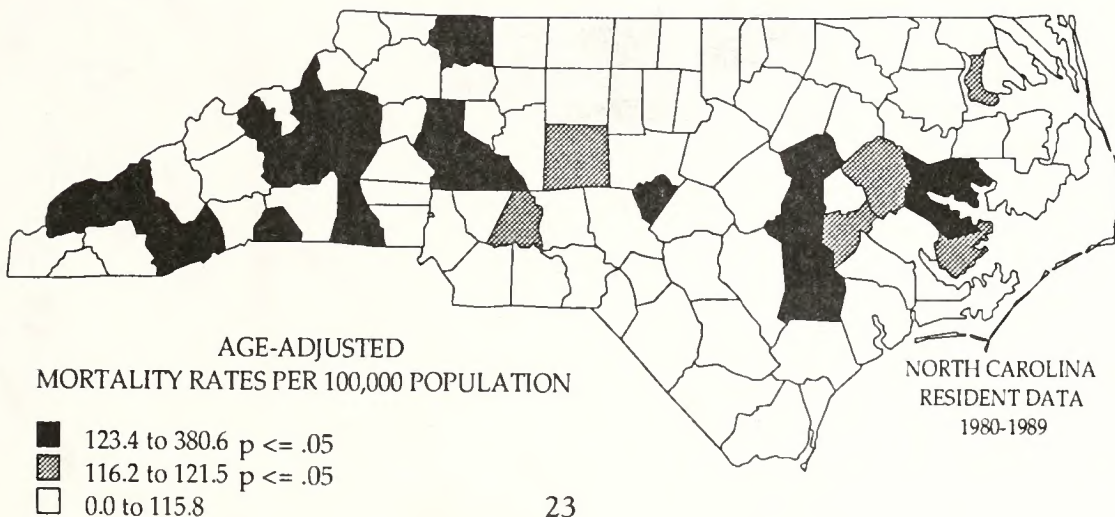 AGE-ADJUSTED
MORTALITY RATES PER 100,000 POPULATION
123.4 to 380.6 p <= .05
116.2 to 121.5 p <= .05
0.0 to 115.8
NORTH CAROLINA
RESIDENT DATA
1980-1989
23